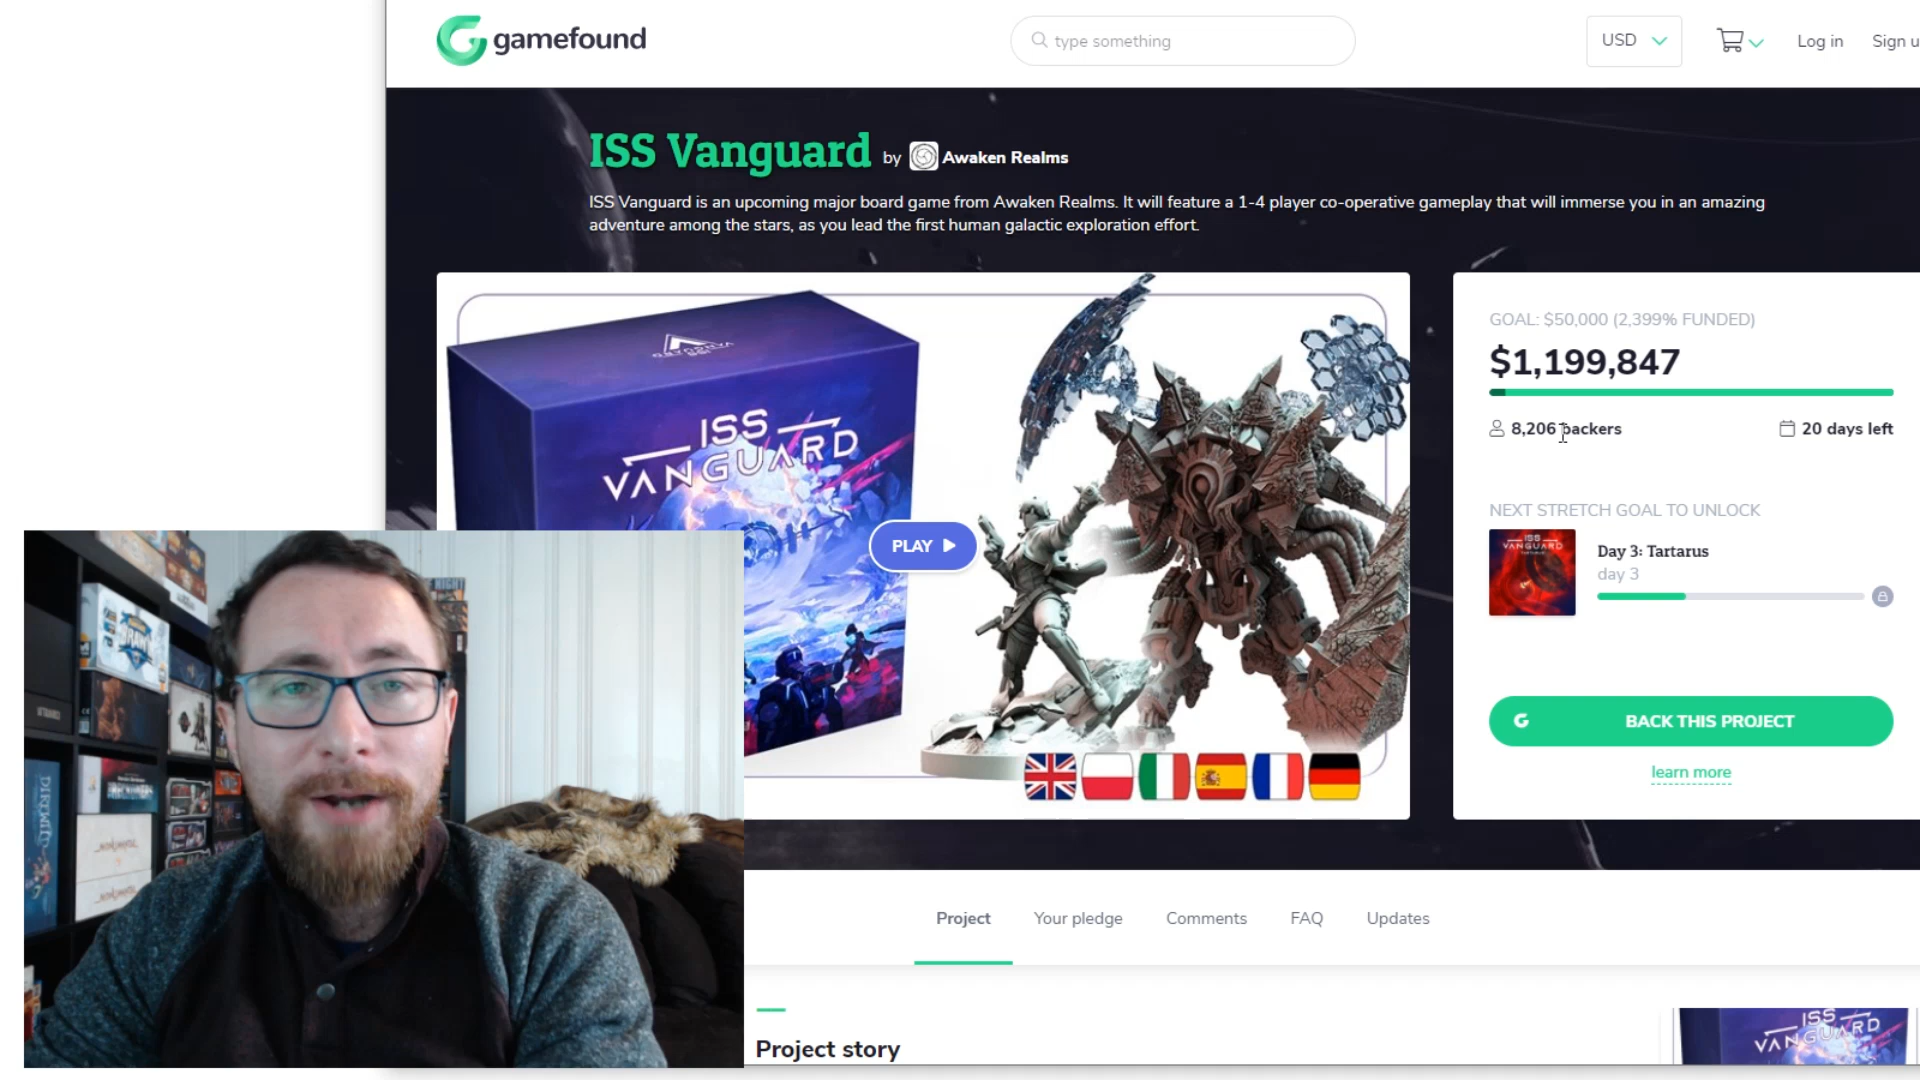 gamefound
type something
USD
Log in
Sign u
ISS Vanguard by Awaken Realms
ISS Vanguard is an upcoming major board game from Awaken Realms. It will feature a 1-4 player co-operative gameplay that will immerse you in an amazing
adventure among the stars, as you lead the first human galactic exploration effort.
ISS
VANGUARD
PLAY
GOAL: $50,000 (2,399% FUNDED)
$1,199,847
8,206 backers
20 days left
NEXT STRETCH GOAL TO UNLOCK
ISS
VANGUARD
Day 3: Tartarus
day 3
G
BACK THIS PROJECT
learn more
Project
Your pledge
Comments
FAQ
Updates
Project story
ISS
VANGUARD